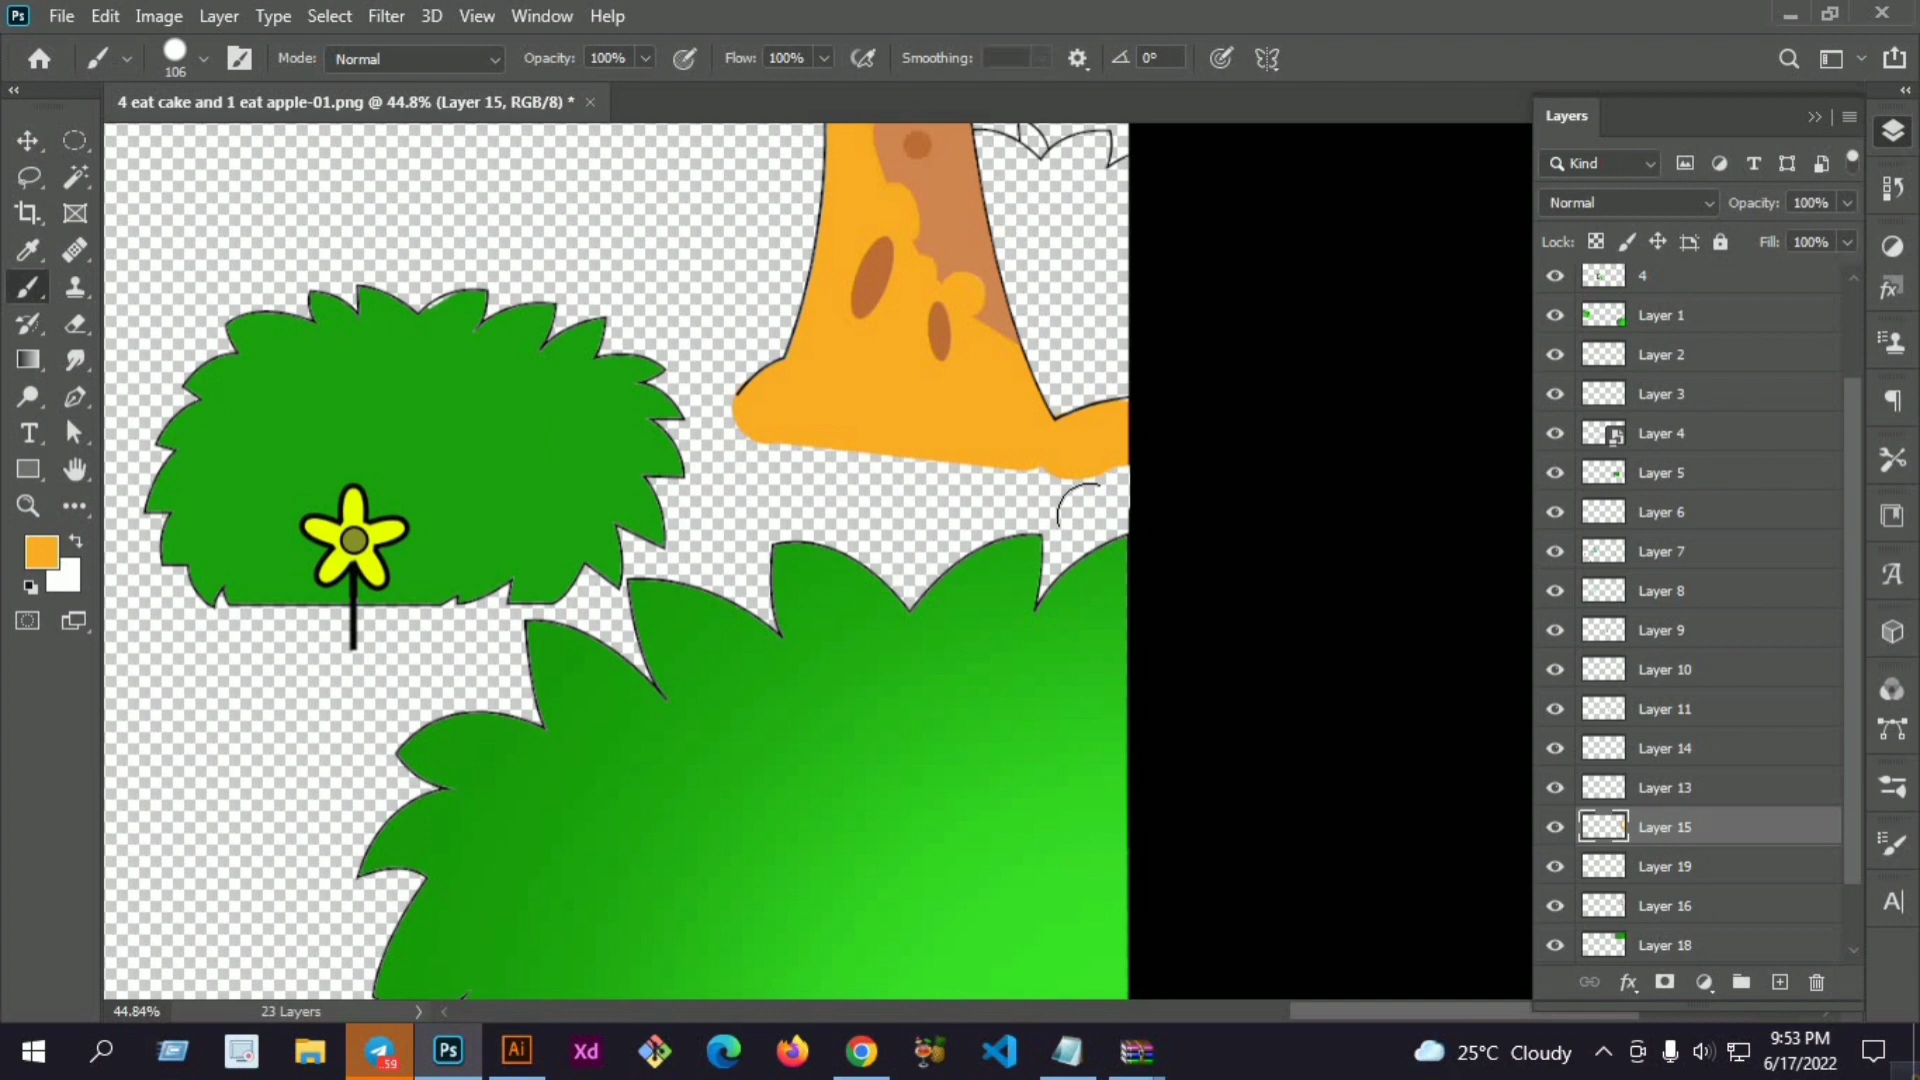 Ps File Edit Image Layer Type Select Filter 3D View Window Help
106 Mode: Normal Opacity: 100% Flow: 100% Smoothing: 0°
4 eat cake and 1 eat apple-01.png @ 44.8% (Layer 15, RGB/8) *
Layers
Kind
Normal Opacity: 100%
Lock: Fill: 100%
4
Layer 1
Layer 2
Layer 3
Layer 4
Layer 5
Layer 6
Layer 7
Layer 8
Layer 9
Layer 10
Layer 11
Layer 14
Layer 13
Layer 15
Layer 19
Layer 16
Layer 18
44.84% 23 Layers
59 Ps Ai Xd 25°C Cloudy 9:53 PM
6/17/2022